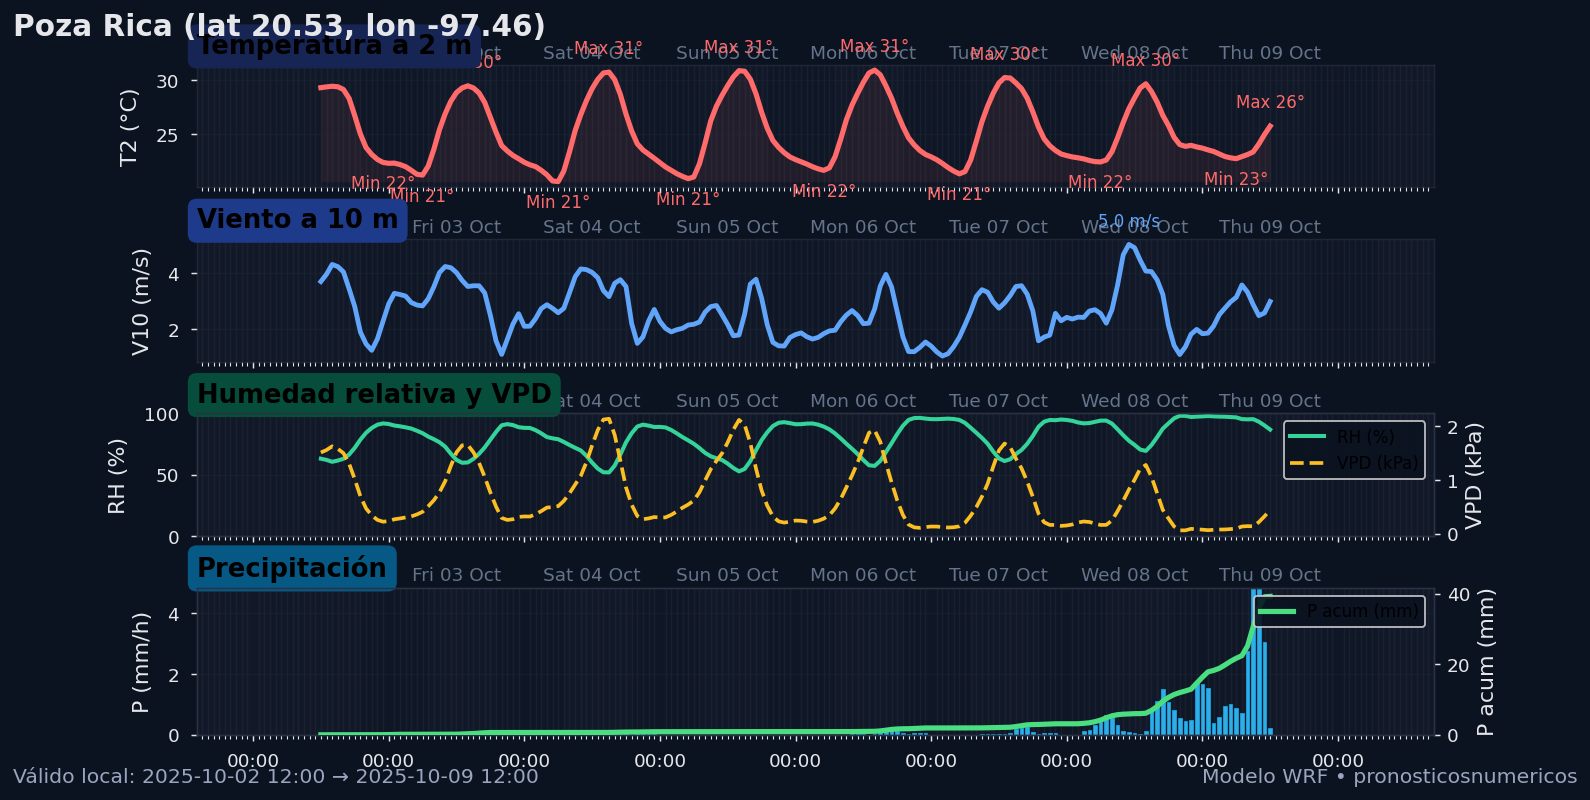 Poza Rica (lat 20.53, lon -97.46)
Temperatura a 2 m
Sat 04 Oct Sun 05 Oct Mon 06 Oct Tue 07 Oct Wed 08 Oct Thu 09 Oct
30° Max 31° Max 31° Max 31° Max 30° Max 30° Max 26°
T2 (°C)
30
25
Min 22° Min 21° Min 21° Min 21° Min 22° Min 21° Min 22° Min 23°
Viento a 10 m
Fri 03 Oct Sat 04 Oct Sun 05 Oct Mon 06 Oct Tue 07 Oct Wed 08 Oct Thu 09 Oct
5.0 m/s
V10 (m/s)
4
2
Humedad relativa y VPD
Sat 04 Oct Sun 05 Oct Mon 06 Oct Tue 07 Oct Wed 08 Oct Thu 09 Oct
RH (%)
100
50
0
RH (%)
VPD (kPa)
2
1
0
VPD (kPa)
Precipitación
Fri 03 Oct Sat 04 Oct Sun 05 Oct Mon 06 Oct Tue 07 Oct Wed 08 Oct Thu 09 Oct
P (mm/h)
4
2
0
P acum (mm)
40
20
0
P acum (mm)
00:00 00:00 00:00 00:00 00:00 00:00 00:00 00:00 00:00
Válido local: 2025-10-02 12:00 → 2025-10-09 12:00
Modelo WRF • pronosticosnumericos